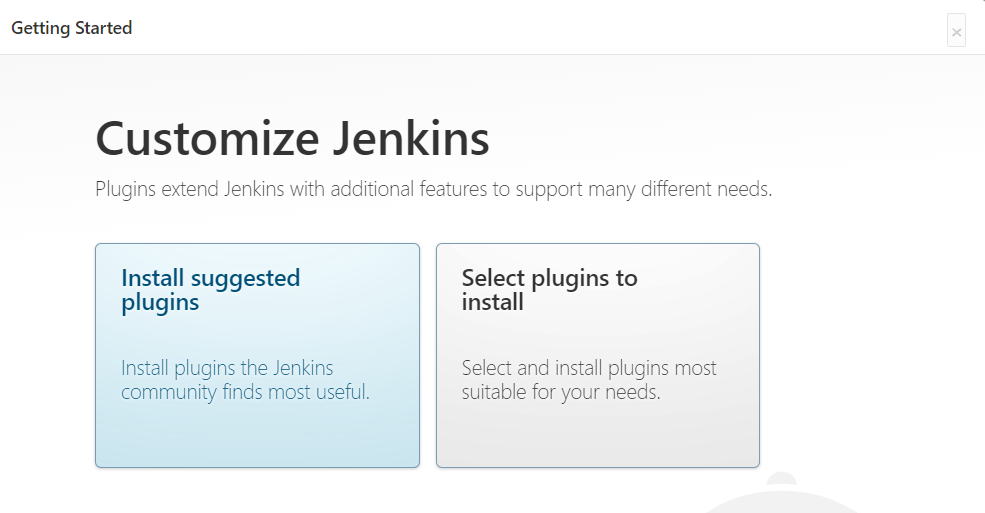 Getting Started
×
Customize Jenkins
Plugins extend Jenkins with additional features to support many different needs.
Install suggested
plugins
Install plugins the Jenkins
community finds most useful.
Select plugins to
install
Select and install plugins most
suitable for your needs.